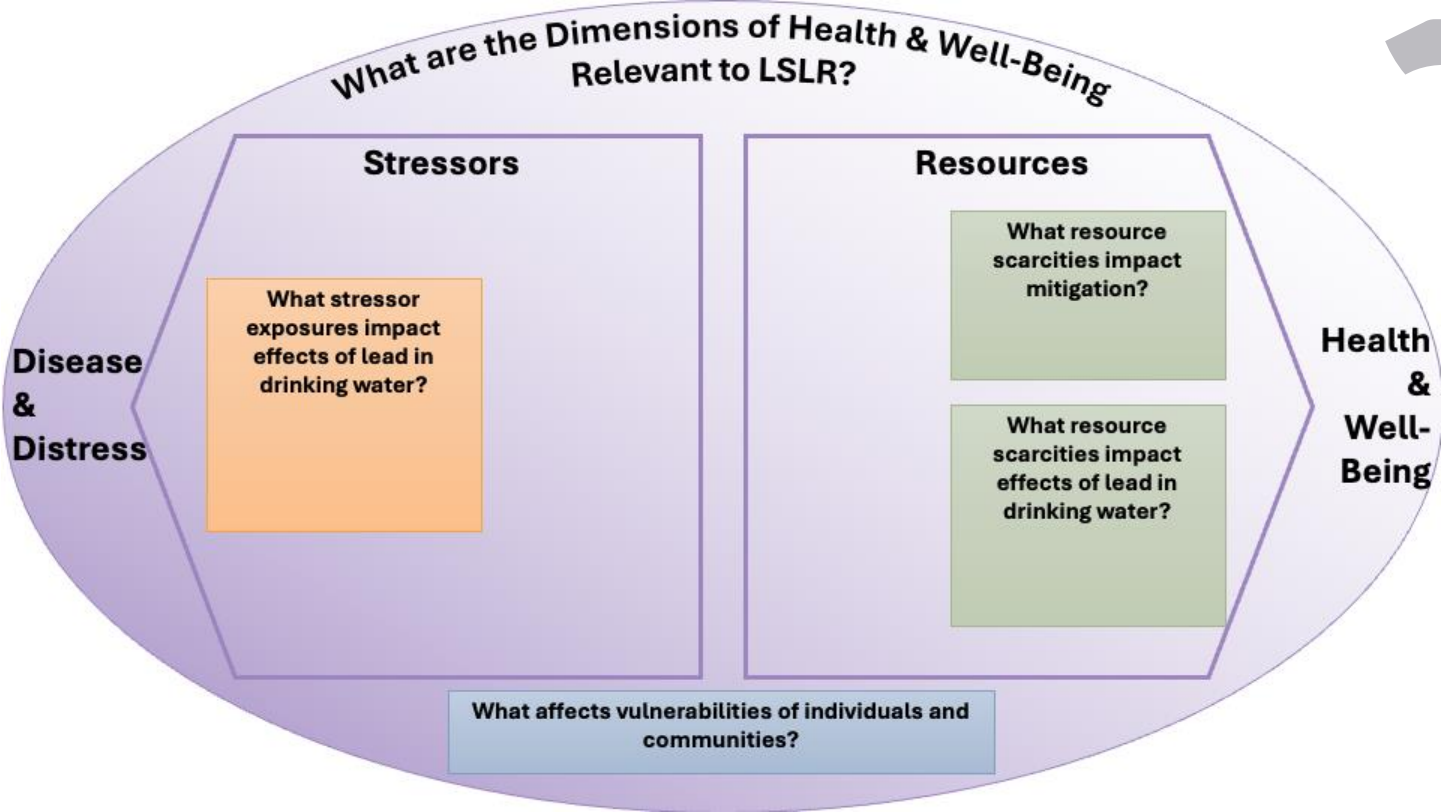 What are the Dimensions of Health & Well-Being
Relevant to LSLR?
Stressors
Resources
What stressor
exposures impact
effects of lead in
drinking water?
What resource
scarcities impact
mitigation?
What resource
scarcities impact
effects of lead in
drinking water?
Disease
&
Distress
Health
&
Well-
Being
What affects vulnerabilities of individuals and
communities?